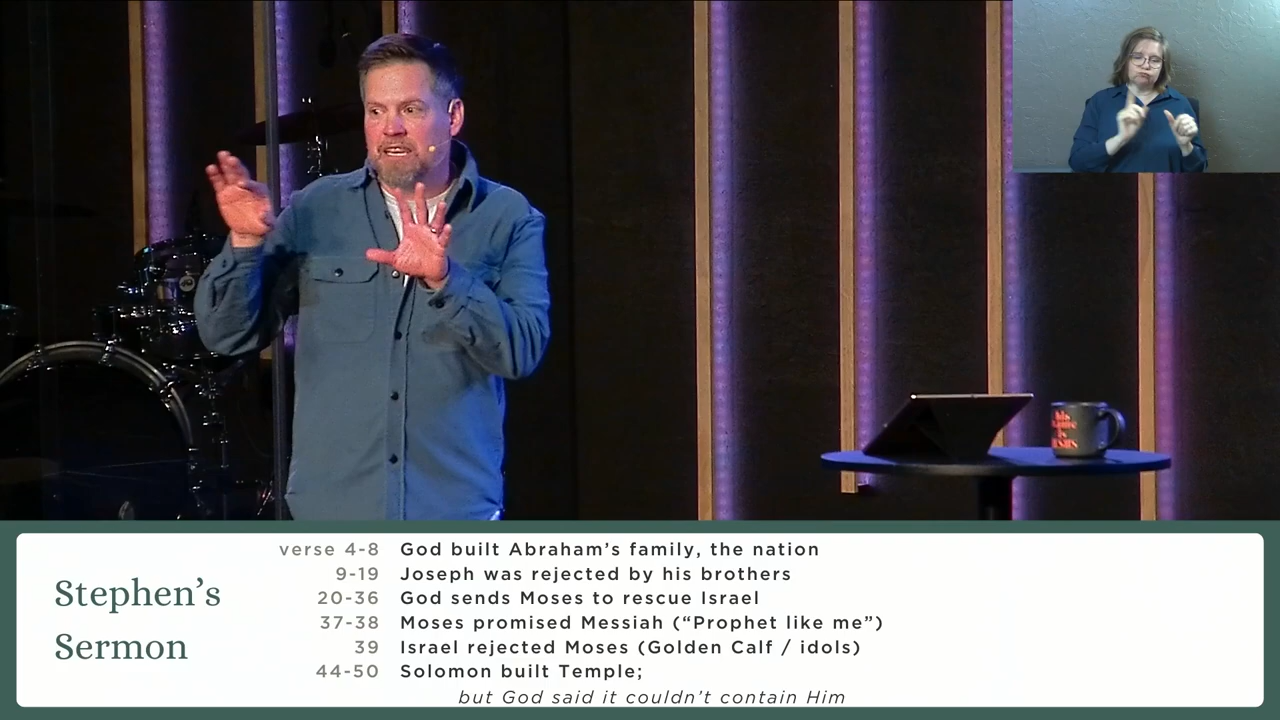 Stephen's
Sermon
verse 4-8 God built Abraham's family, the nation
9-19 Joseph was rejected by his brothers
20-36 God sends Moses to rescue Israel
37-38 Moses promised Messiah (“Prophet like me”)
39 Israel rejected Moses (Golden Calf / idols)
44-50 Solomon built Temple;
but God said it couldn't contain Him